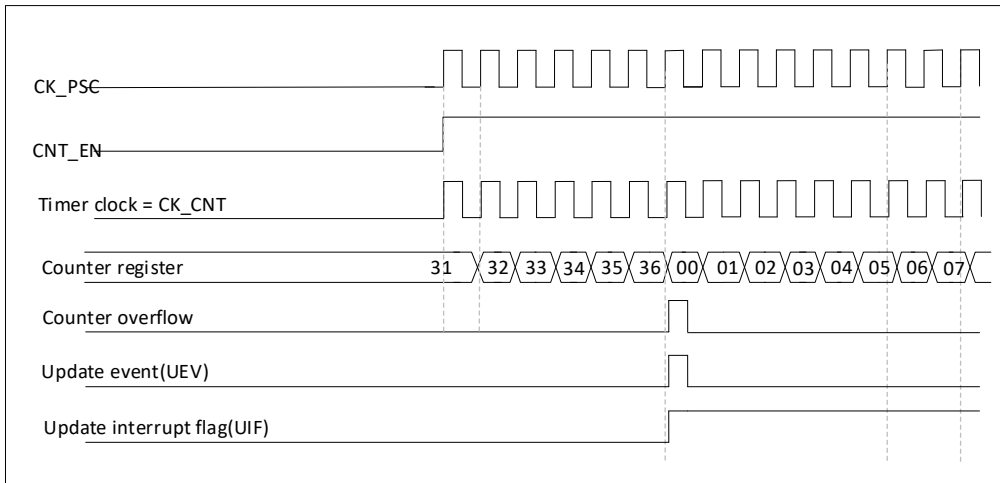 CK_PSC
CNT_EN
Timer clock = CK_CNT
Counter register 31 32 33 34 35 36 00 01 02 03 04 05 06 07
Counter overflow
Update event(UEV)
Update interrupt flag(UIF)